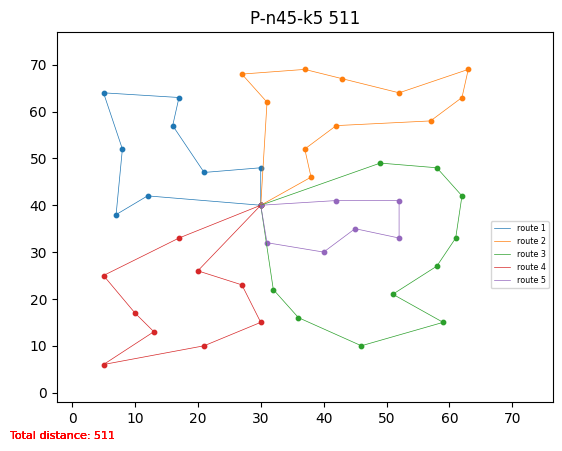 P-n45-k5 511
70
60
50
40
30
20
10
0
0 10 20 30 40 50 60 70
route 1
route 2
route 3
route 4
route 5
Total distance: 511